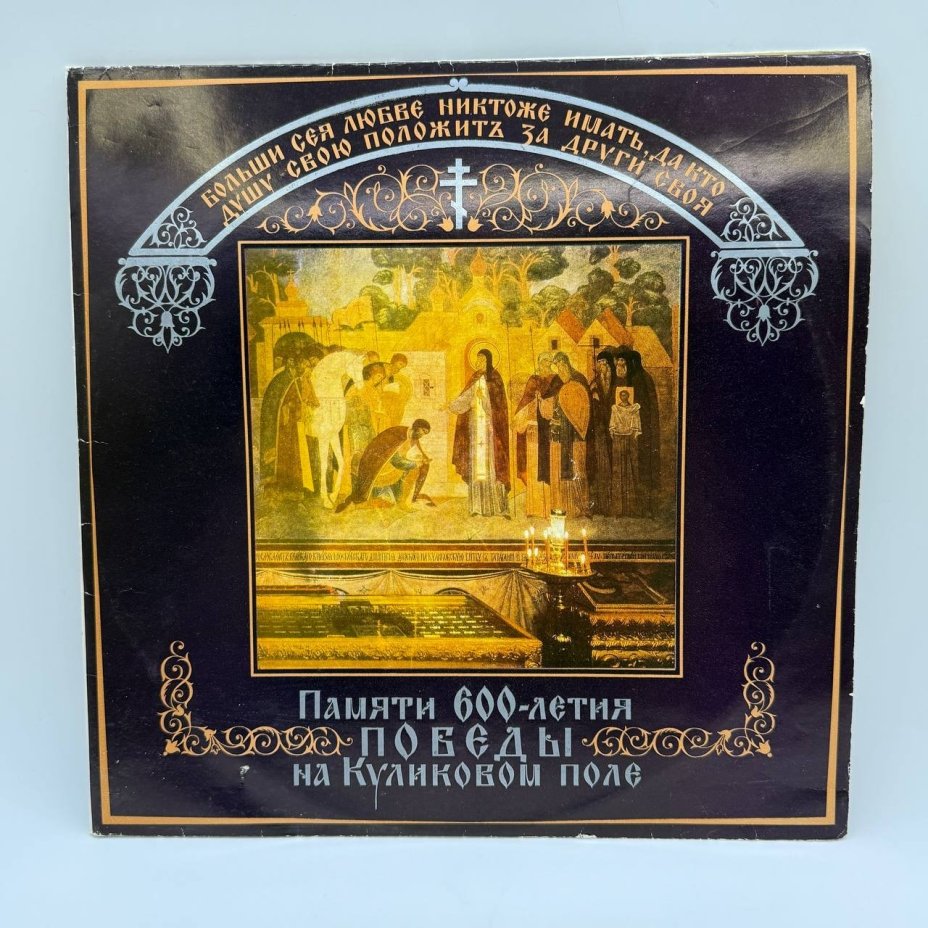 БОЛЬШИ СЕЯ ЛЮБВЕ НИКТОЖЕ ИМАТЬ, ДА КТО
ДУШУ СВОЮ ПОЛОЖИТЪ ЗА ДРУГИ СВОЯ
ПАМЯТИ 600-ЛЕТИЯ
ПОБЕДЫ
НА КУЛИКОВОМ ПОЛЕ